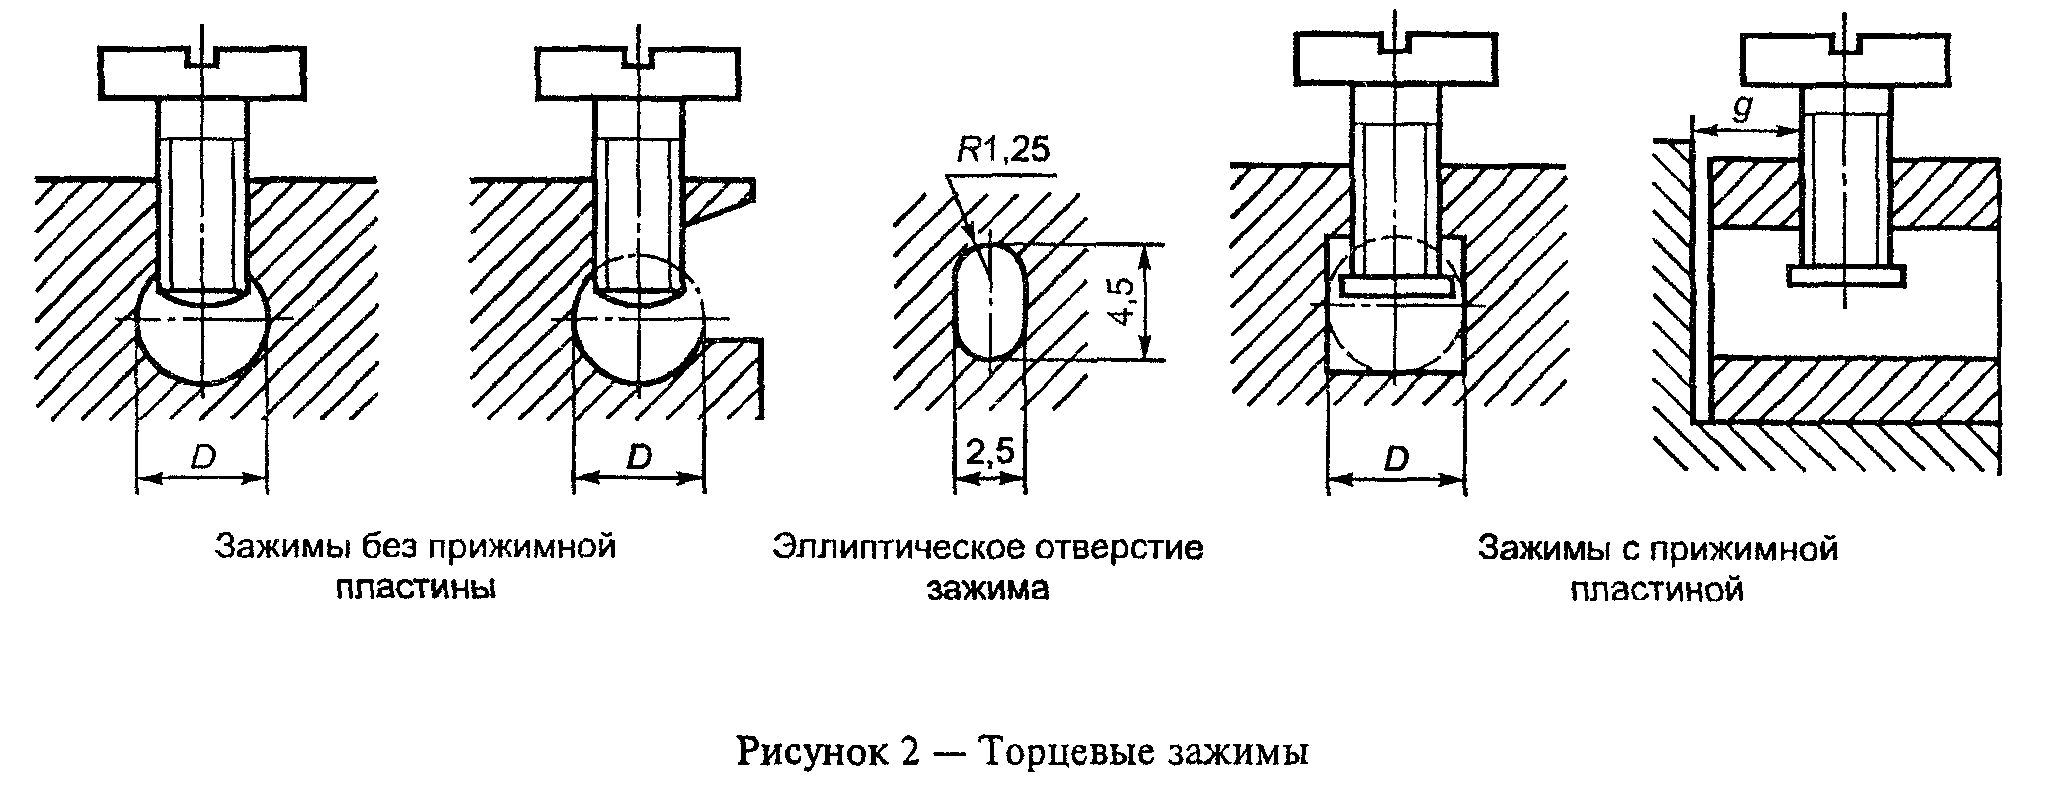 g
R1,25
4,5
D
D
2,5
D
Зажимы без прижимной
пластины
Эллиптическое отверстие
зажима
Зажимы с прижимной
пластиной
Рисунок 2 — Торцевые зажимы